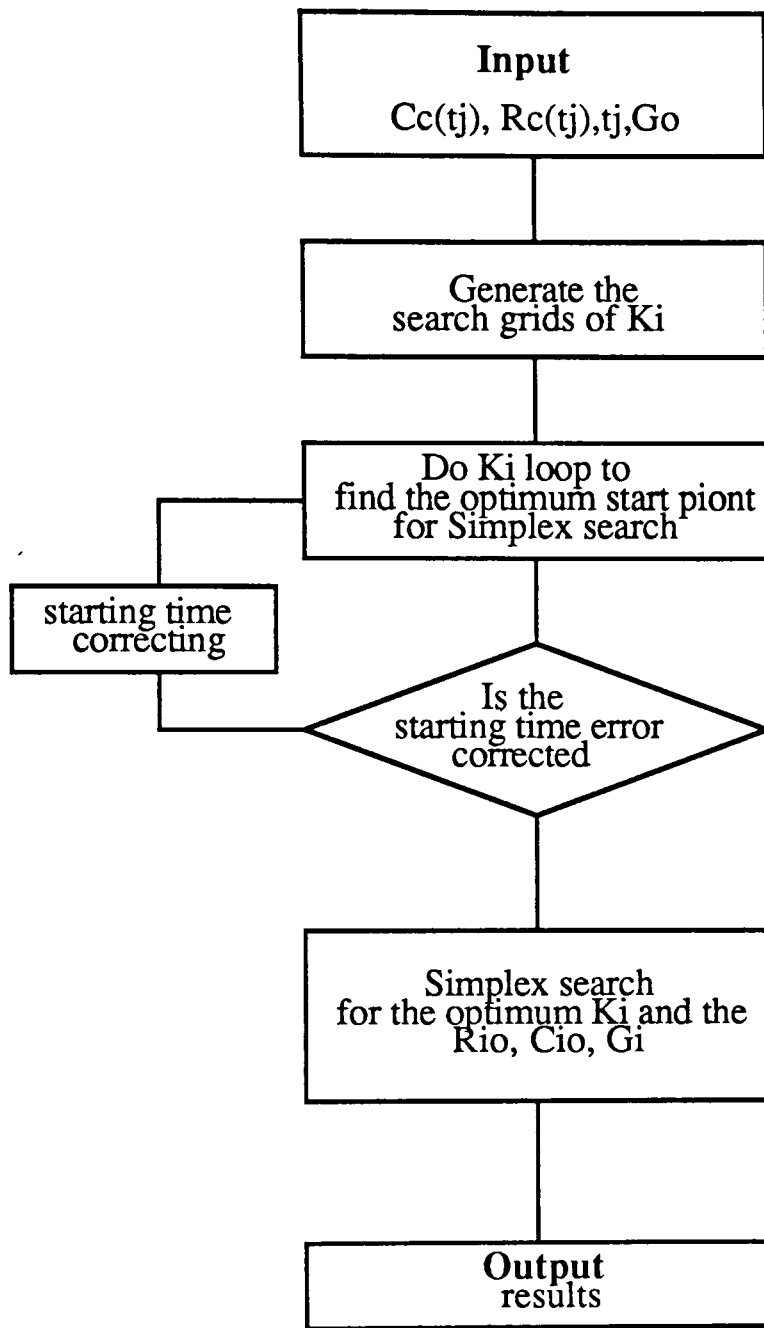 Input
Cc(tj), Rc(tj),tj,Go
Generate the
search grids of Ki
Do Ki loop to
find the optimum start piont
for Simplex search
starting time
correcting
Is the
starting time error
corrected
Simplex search
for the optimum Ki and the
Rio, Cio, Gi
Output
results